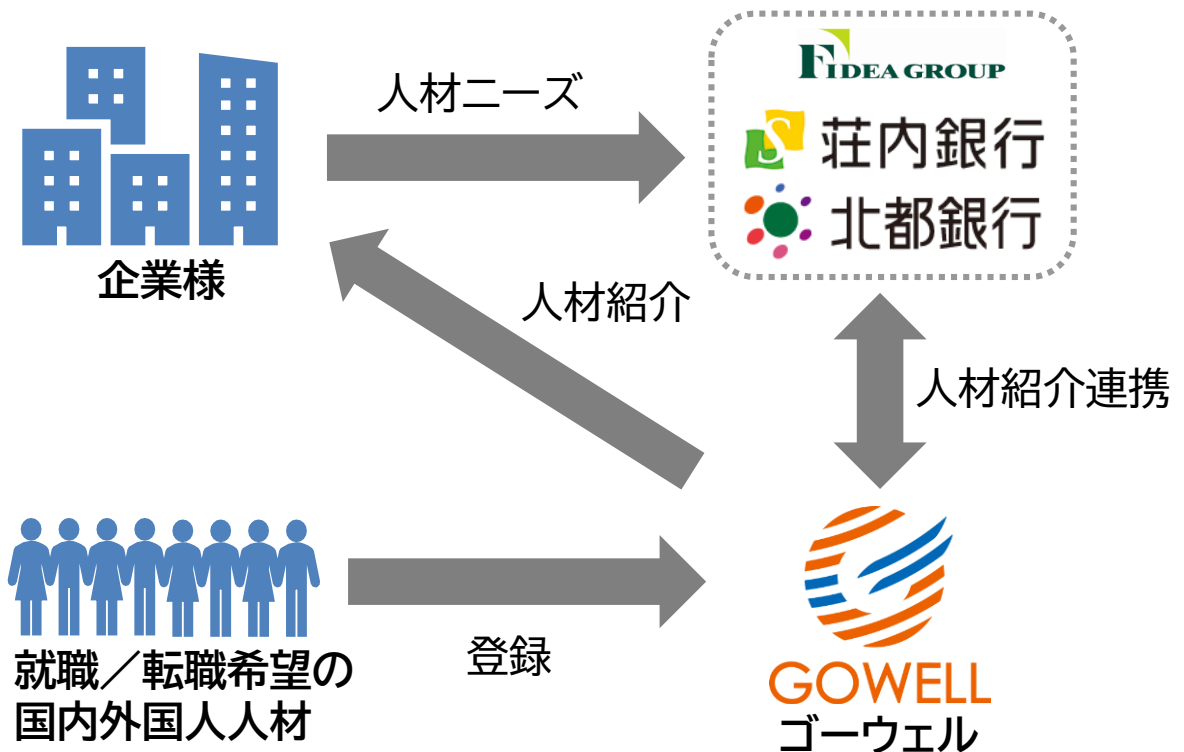 人材ニーズ
FIDEA GROUP
荘内銀行
北都銀行
企業様
人材紹介
人材紹介連携
登録
就職／転職希望の
国内外国人人材
GOWELL
ゴーウェル